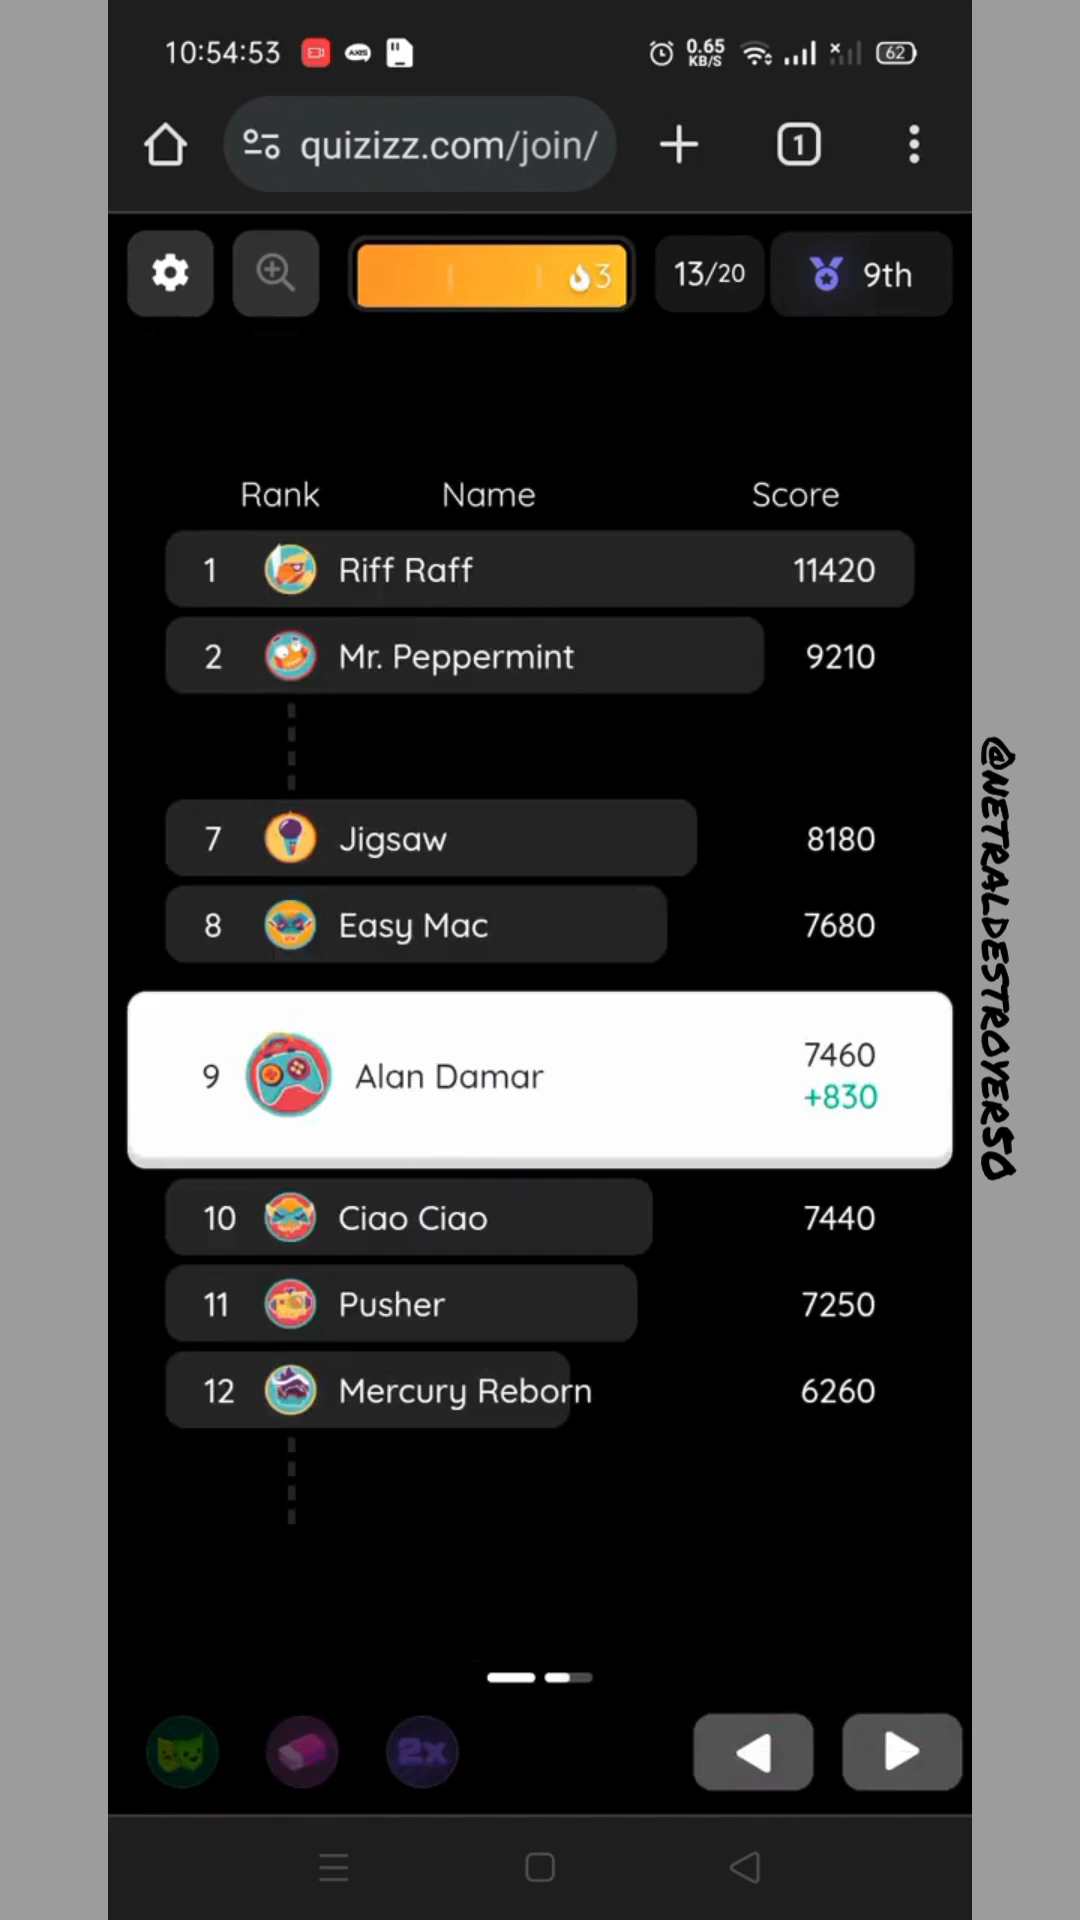 10:54:53 AXIS 0.65 KB/S 62
quizizz.com/join/ 1
3 13/20 9th
Rank Name Score
1 Riff Raff 11420
2 Mr. Peppermint 9210
7 Jigsaw 8180
8 Easy Mac 7680
9 Alan Damar 7460
+830
10 Ciao Ciao 7440
11 Pusher 7250
12 Mercury Reborn 6260
2x
@NETRALDESTROYER50